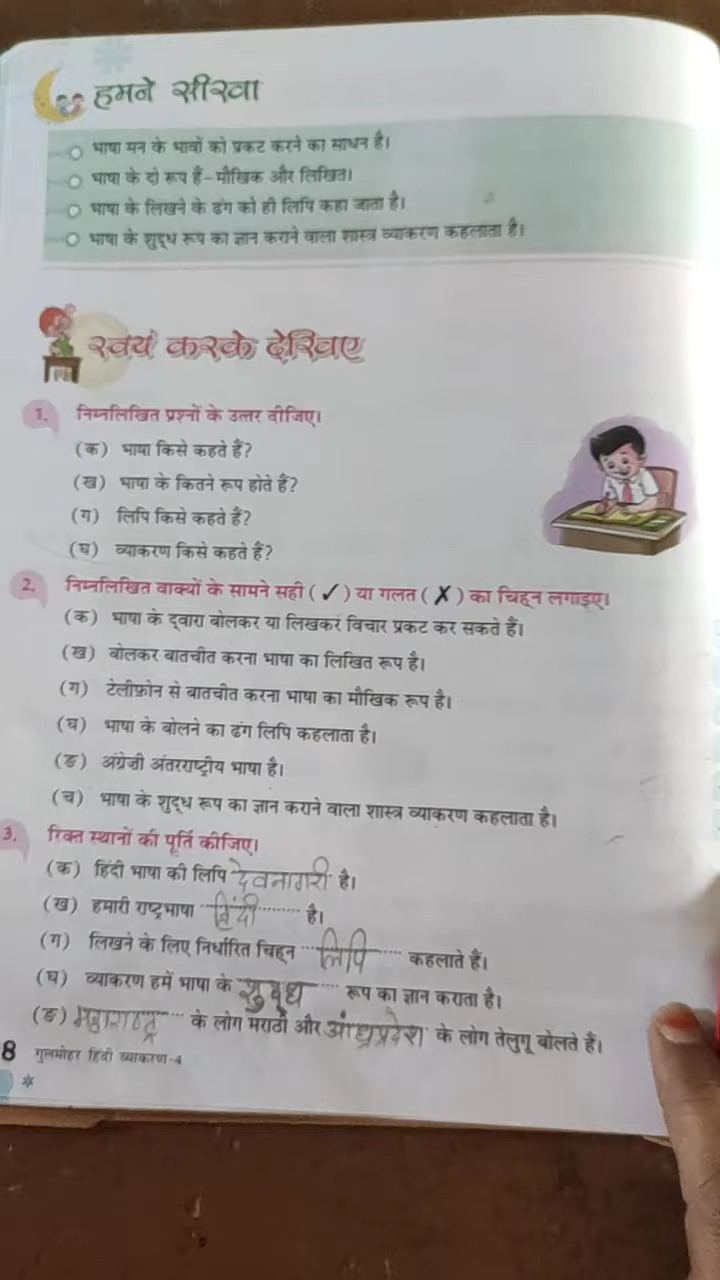 हमने सीखा
भाषा मन के भावों को प्रकट करने का साधन है।
भाषा के दो रूप हैं-मौखिक और लिखित।
भाषा के लिखने के ढंग को ही लिपि कहा जाता है।
भाषा के शुद्ध रूप का ज्ञान कराने वाला शास्त्र व्याकरण कहलाता है।
स्वयं करके देखिए
1. निम्नलिखित प्रश्नों के उत्तर दीजिए।
(क) भाषा किसे कहते हैं?
(ख) भाषा के कितने रूप होते हैं?
(ग) लिपि किसे कहते हैं?
(घ) व्याकरण किसे कहते हैं?
2. निम्नलिखित वाक्यों के सामने सही (✓) या गलत (✗) का चिह्न लगाइए।
(क) भाषा के द्वारा बोलकर या लिखकर विचार प्रकट कर सकते हैं।
(ख) बोलकर बातचीत करना भाषा का लिखित रूप है।
(ग) टेलीफ़ोन से बातचीत करना भाषा का मौखिक रूप है।
(घ) भाषा के बोलने का ढंग लिपि कहलाता है।
(ङ) अंग्रेज़ी अंतरराष्ट्रीय भाषा है।
(च) भाषा के शुद्ध रूप का ज्ञान कराने वाला शास्त्र व्याकरण कहलाता है।
3. रिक्त स्थानों की पूर्ति कीजिए।
(क) हिंदी भाषा की लिपि देवनागरी है।
(ख) हमारी राष्ट्रभाषा हिंदी है।
(ग) लिखने के लिए निर्धारित चिह्न लिपि कहलाते हैं।
(घ) व्याकरण हमें भाषा के शुद्ध रूप का ज्ञान कराता है।
(ङ) महाराष्ट्र के लोग मराठी और आंध्रप्रदेश के लोग तेलुगू बोलते हैं।
8 गुलमोहर हिंदी व्याकरण-4